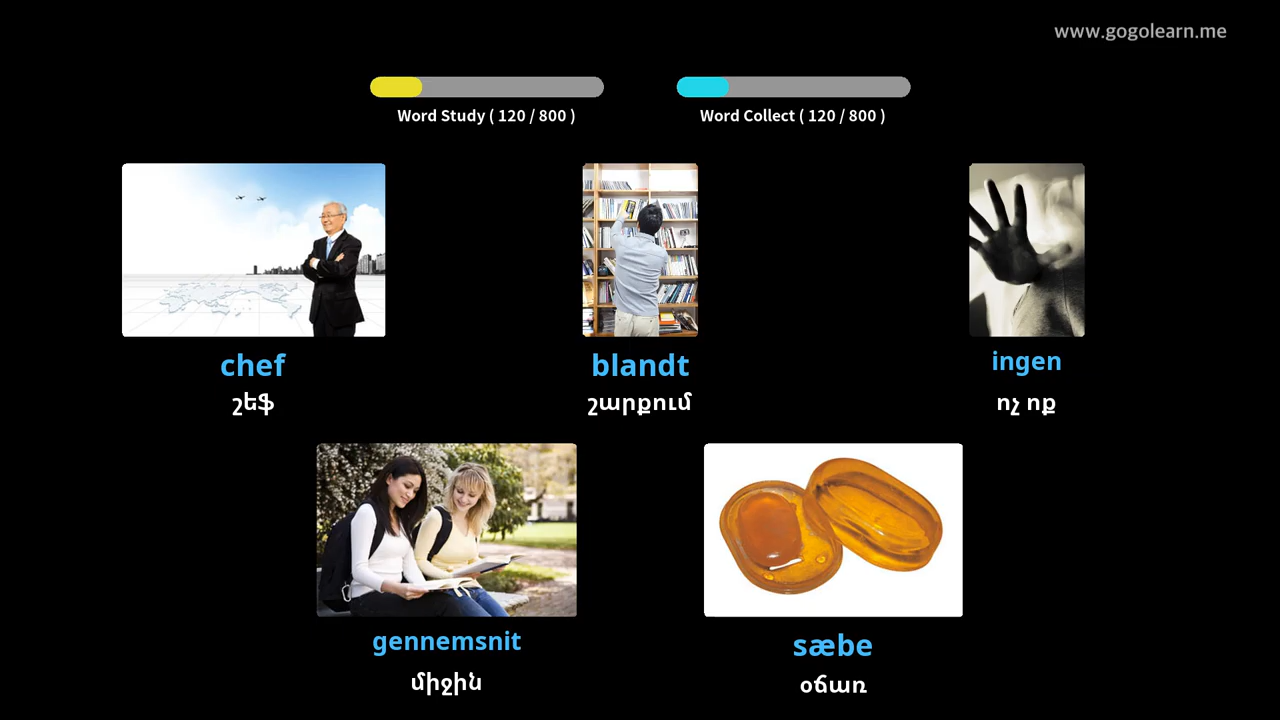 www.gogolearn.me
Word Study ( 120 / 800 )
Word Collect ( 120 / 800 )
chef
շեֆ
blandt
շարքում
ingen
ոչ ոք
gennemsnit
միջին
sæbe
օճառ